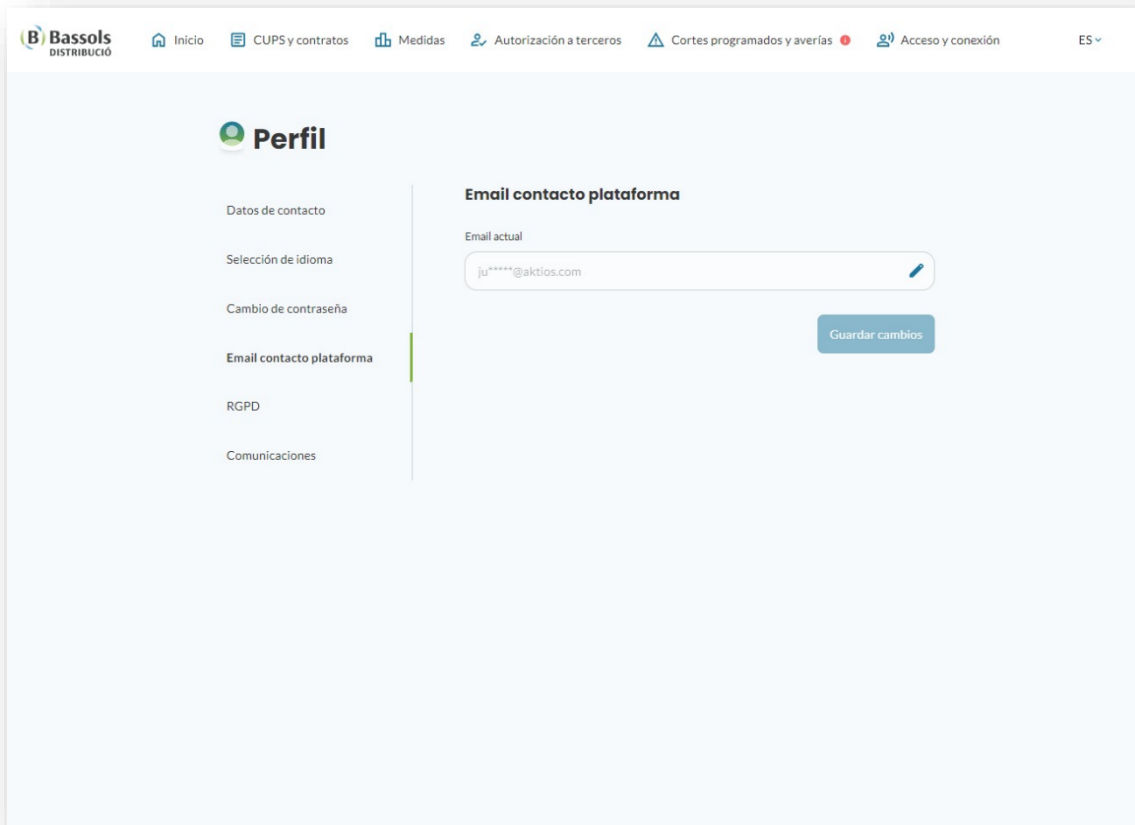 (B) Bassols
DISTRIBUCIÓ
Inicio
CUPS y contratos
Medidas
Autorización a terceros
Cortes programados y averías
Acceso y conexión
ES
Perfil
Datos de contacto
Selección de idioma
Cambio de contraseña
Email contacto plataforma
RGPD
Comunicaciones
Email contacto plataforma
Email actual
ju*****@aktios.com
Guardar cambios